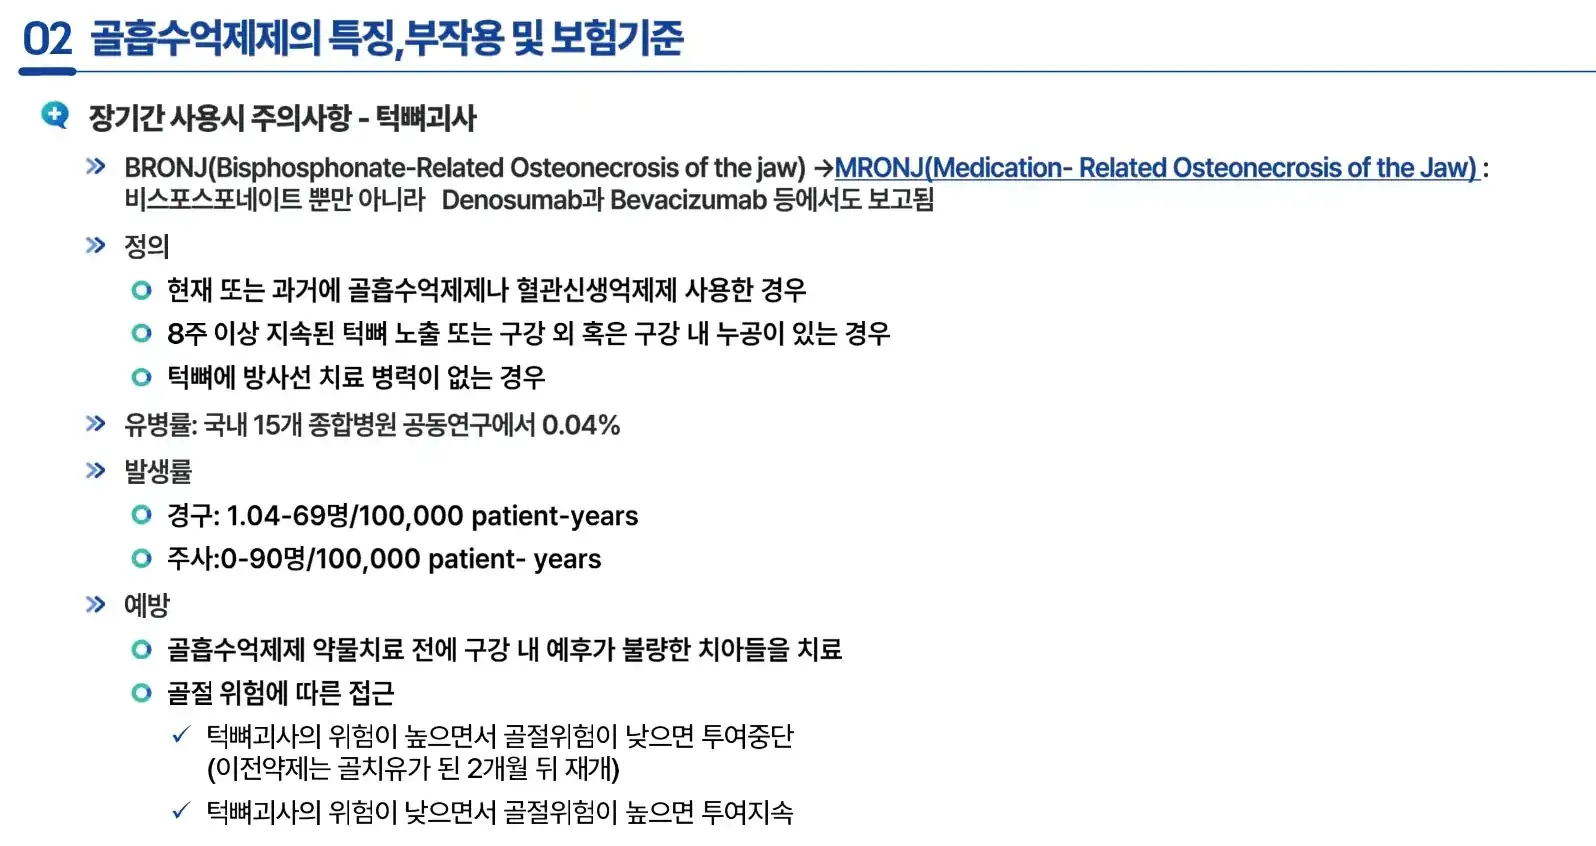 02 골흡수억제제의 특징,부작용 및 보험기준
장기간 사용시 주의사항 - 턱뼈괴사
BRONJ(Bisphosphonate-Related Osteonecrosis of the jaw) →MRONJ(Medication- Related Osteonecrosis of the Jaw) :
비스포스포네이트 뿐만 아니라 Denosumab과 Bevacizumab 등에서도 보고됨
정의
현재 또는 과거에 골흡수억제제나 혈관신생억제제 사용한 경우
8주 이상 지속된 턱뼈 노출 또는 구강 외 혹은 구강 내 누공이 있는 경우
턱뼈에 방사선 치료 병력이 없는 경우
유병률: 국내 15개 종합병원 공동연구에서 0.04%
발생률
경구: 1.04-69명/100,000 patient-years
주사:0-90명/100,000 patient- years
예방
골흡수억제제 약물치료 전에 구강 내 예후가 불량한 치아들을 치료
골절 위험에 따른 접근
✓ 턱뼈괴사의 위험이 높으면서 골절위험이 낮으면 투여중단
(이전약제는 골치유가 된 2개월 뒤 재개)
✓ 턱뼈괴사의 위험이 낮으면서 골절위험이 높으면 투여지속